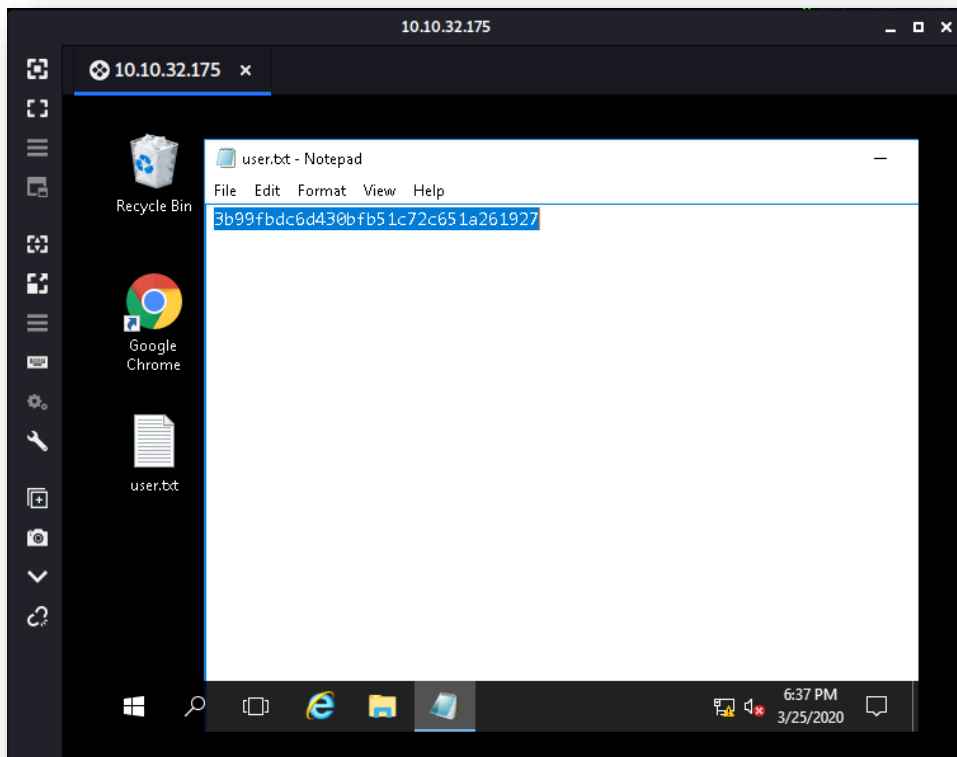 10.10.32.175
10.10.32.175
user.txt - Notepad
File Edit Format View Help
3b99fbdc6d430bfb51c72c651a261927
Recycle Bin
Google
Chrome
user.txt
6:37 PM
3/25/2020